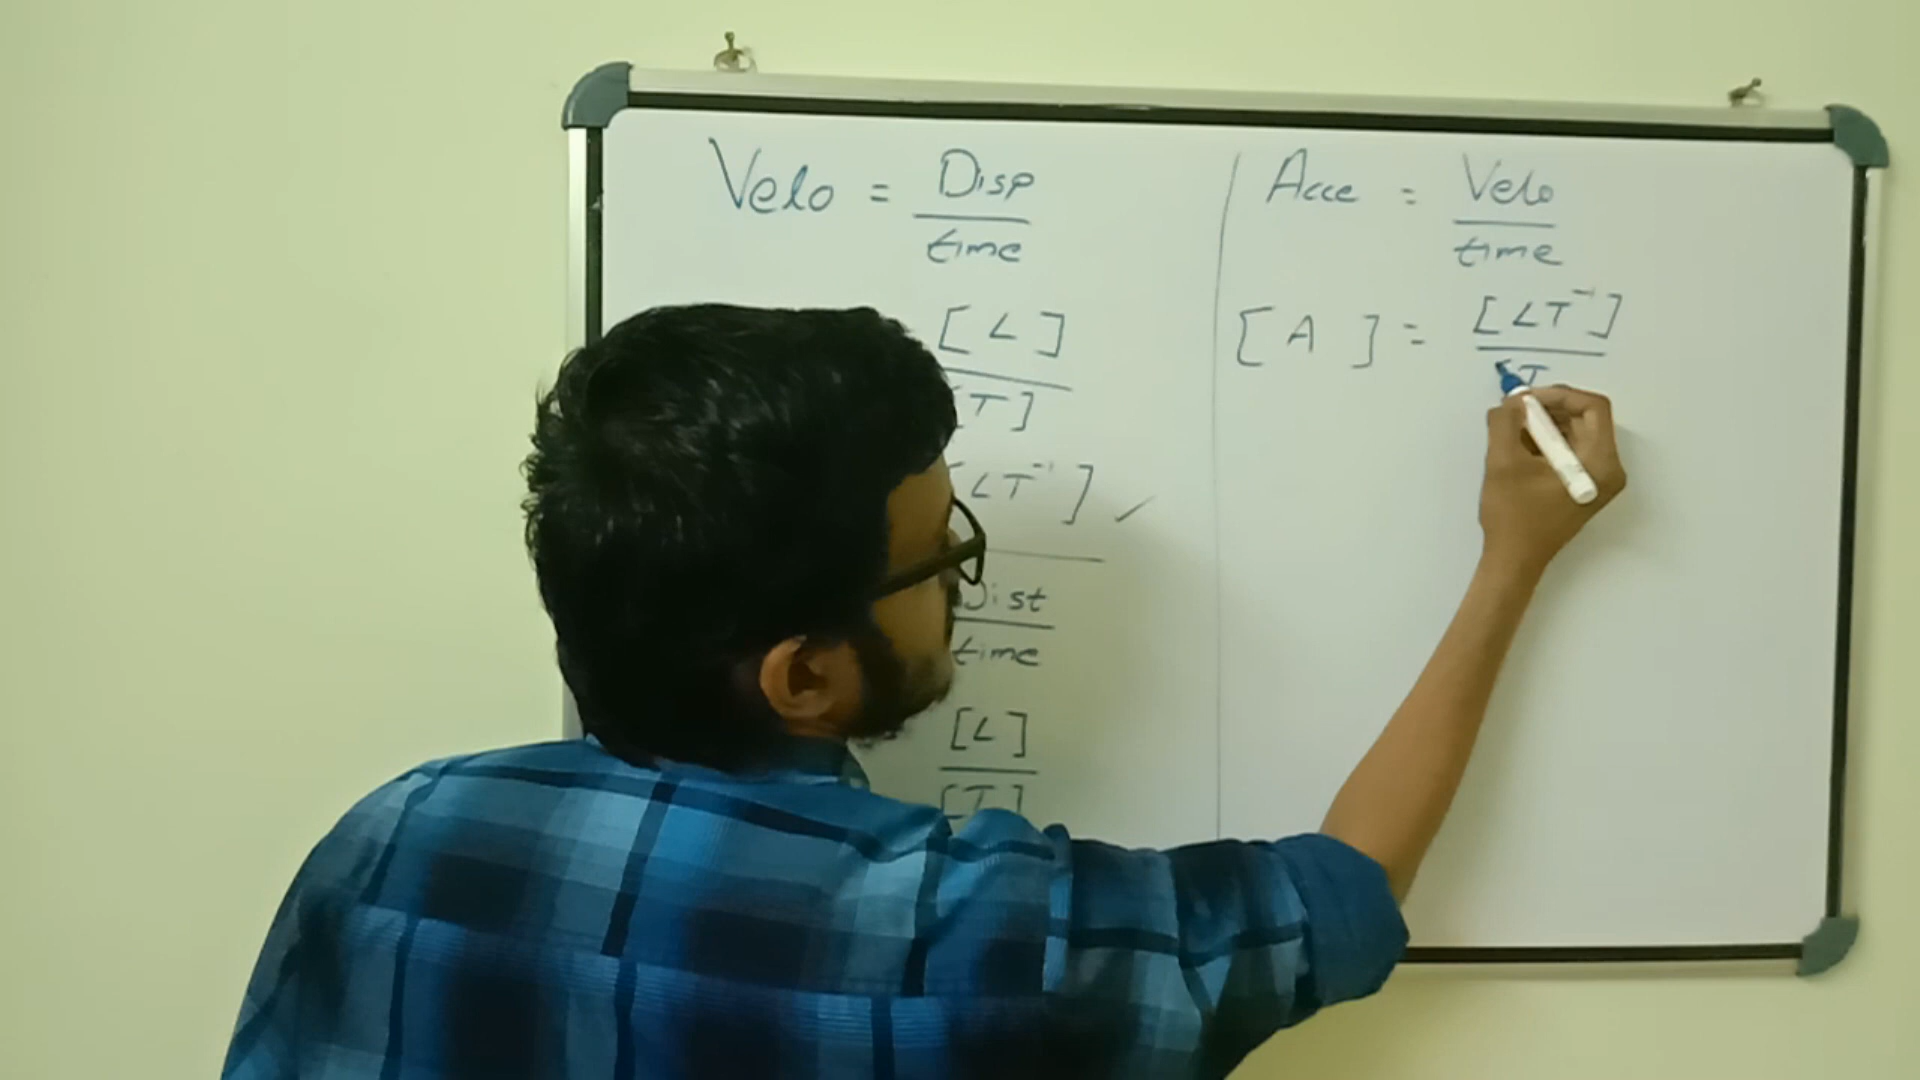 Velo = Disp
time
[L]
[T]
[LT⁻¹] ✓
Dist
time
[L]
[T]
Acce = Velo
time
[A] = [LT⁻¹]
[T